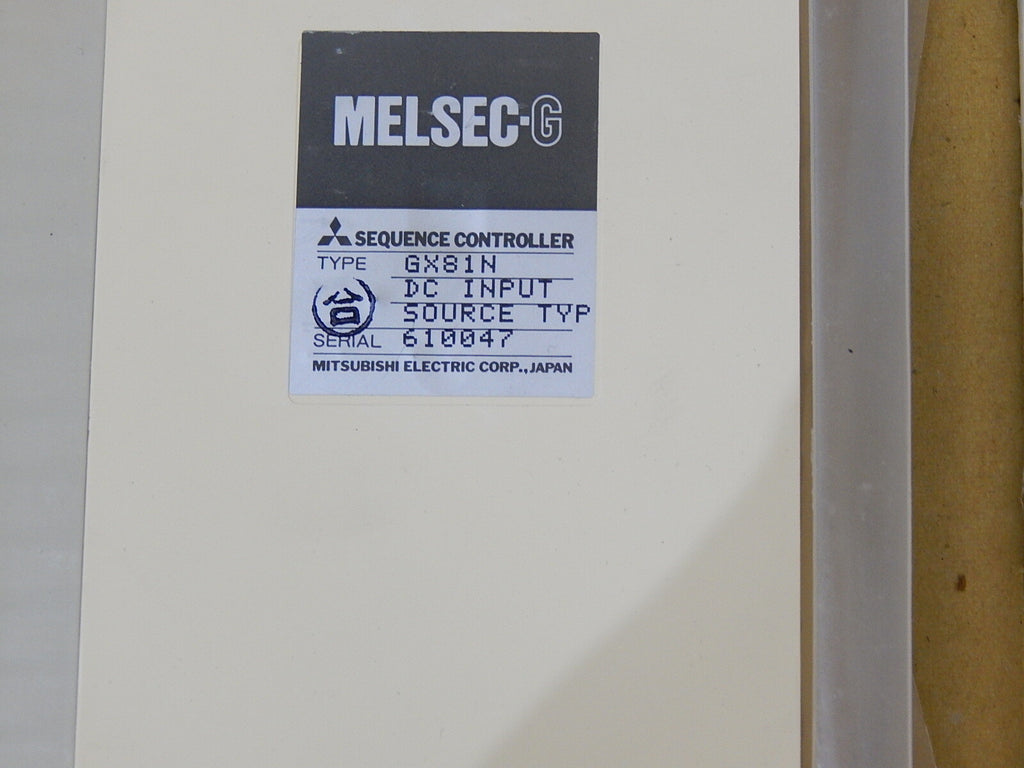 MELSEC-G
SEQUENCE CONTROLLER
TYPE GX81N
DC INPUT
台
SOURCE TYP
SERIAL 610047
MITSUBISHI ELECTRIC CORP., JAPAN